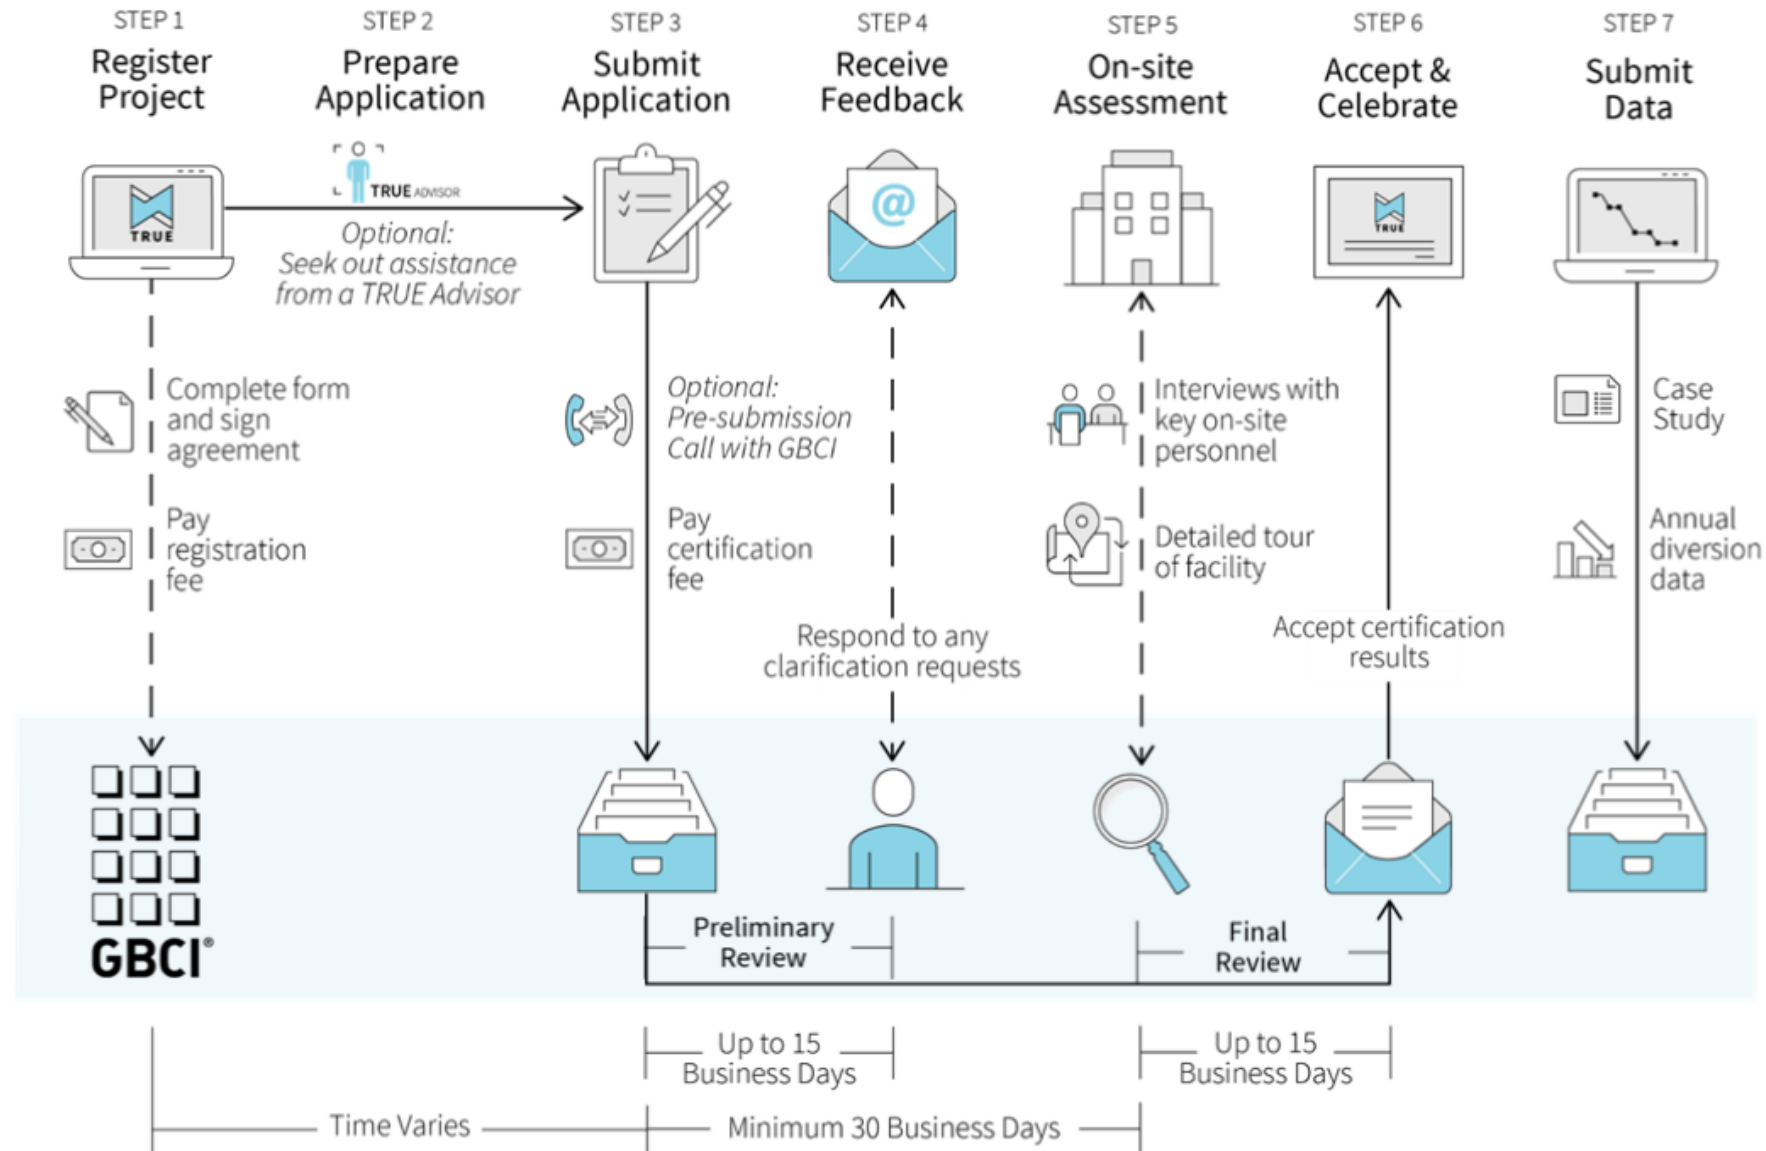 STEP 1
Register
Project
STEP 2
Prepare
Application
STEP 3
Submit
Application
STEP 4
Receive
Feedback
STEP 5
On-site
Assessment
STEP 6
Accept &
Celebrate
STEP 7
Submit
Data
TRUE
TRUE ADVISOR
Optional:
Seek out assistance
from a TRUE Advisor
@
TRUE
Complete form
and sign
agreement
Pay
registration
fee
Optional:
Pre-submission
Call with GBCI
Pay
certification
fee
Respond to any
clarification requests
Interviews with
key on-site
personnel
Detailed tour
of facility
Accept certification
results
Case
Study
Annual
diversion
data
GBCI®
Preliminary
Review
Final
Review
Up to 15
Business Days
Up to 15
Business Days
Time Varies
Minimum 30 Business Days